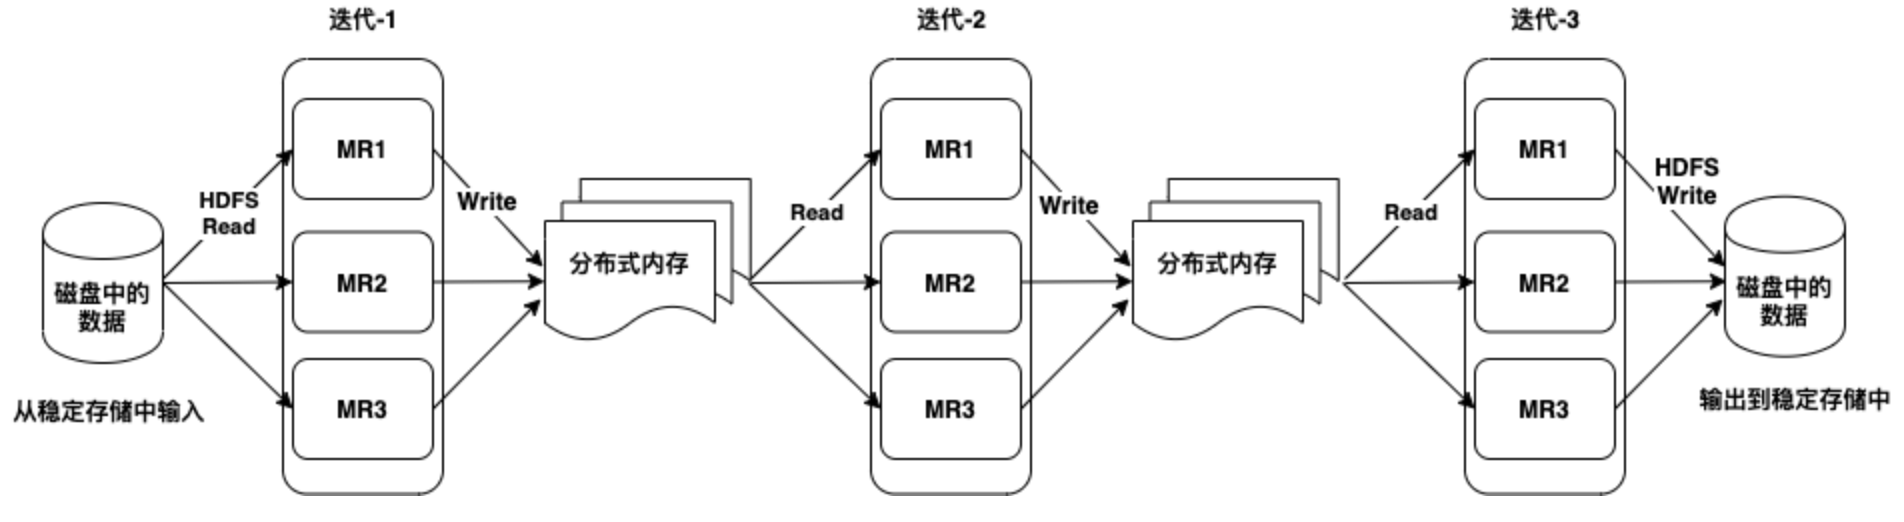 迭代-1
迭代-2
迭代-3
磁盘中的
数据
从稳定存储中输入
HDFS
Read
MR1
MR2
MR3
Write
分布式内存
Read
MR1
MR2
MR3
Write
分布式内存
Read
MR1
MR2
MR3
HDFS
Write
磁盘中的
数据
输出到稳定存储中